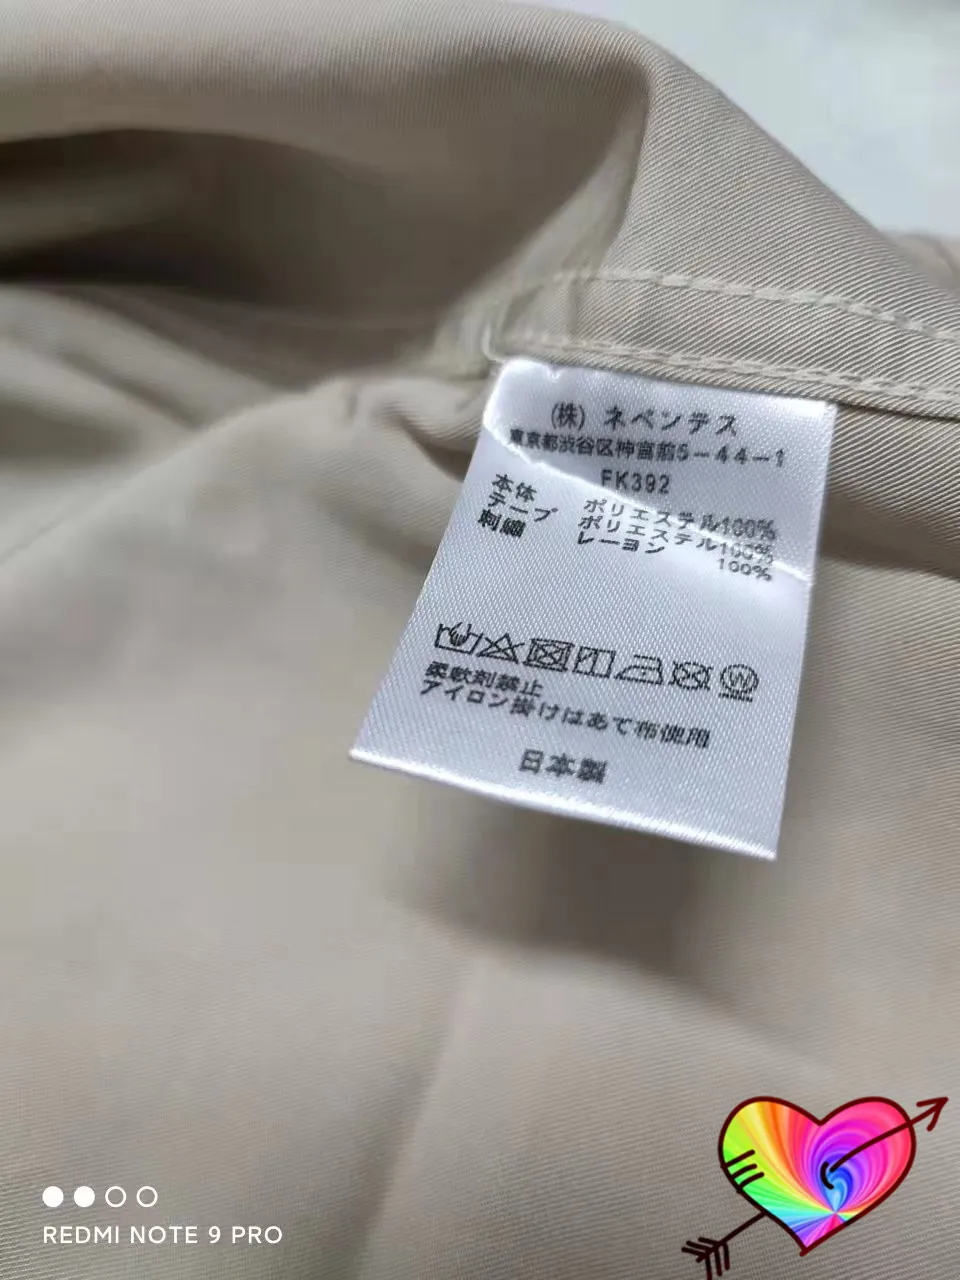 (株) ネペンテス
東京都渋谷区神宮前5-44-1
FK392
本体 ポリエステル100%
テープ ポリエステル100%
刺繍 レーヨン 100%
柔軟剤禁止
アイロン掛けはあて布使用
日本製
REDMI NOTE 9 PRO